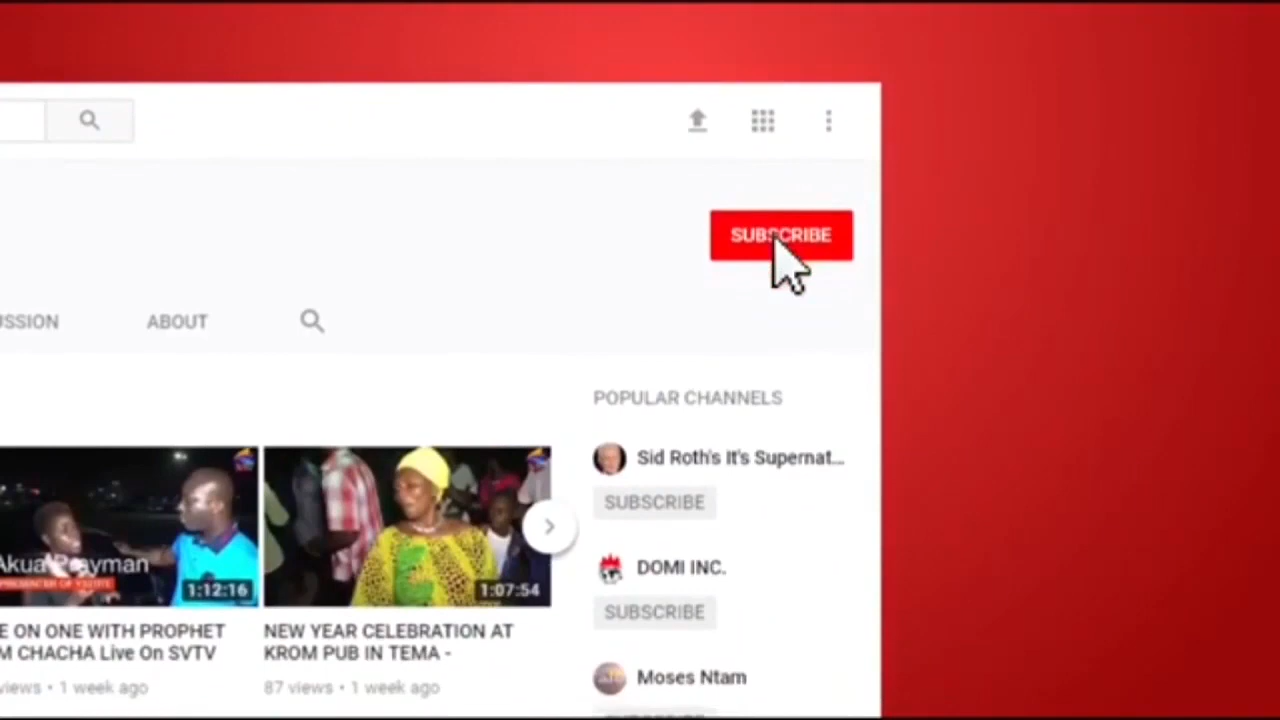 SUBSCRIBE
USSION
ABOUT
POPULAR CHANNELS
Sid Roth's It's Supernat...
SUBSCRIBE
DOMI INC.
SUBSCRIBE
Moses Ntam
Akua Prayman
1:12:16
1:07:54
E ON ONE WITH PROPHET
M CHACHA Live On SVTV
views • 1 week ago
NEW YEAR CELEBRATION AT
KROM PUB IN TEMA -
87 views • 1 week ago